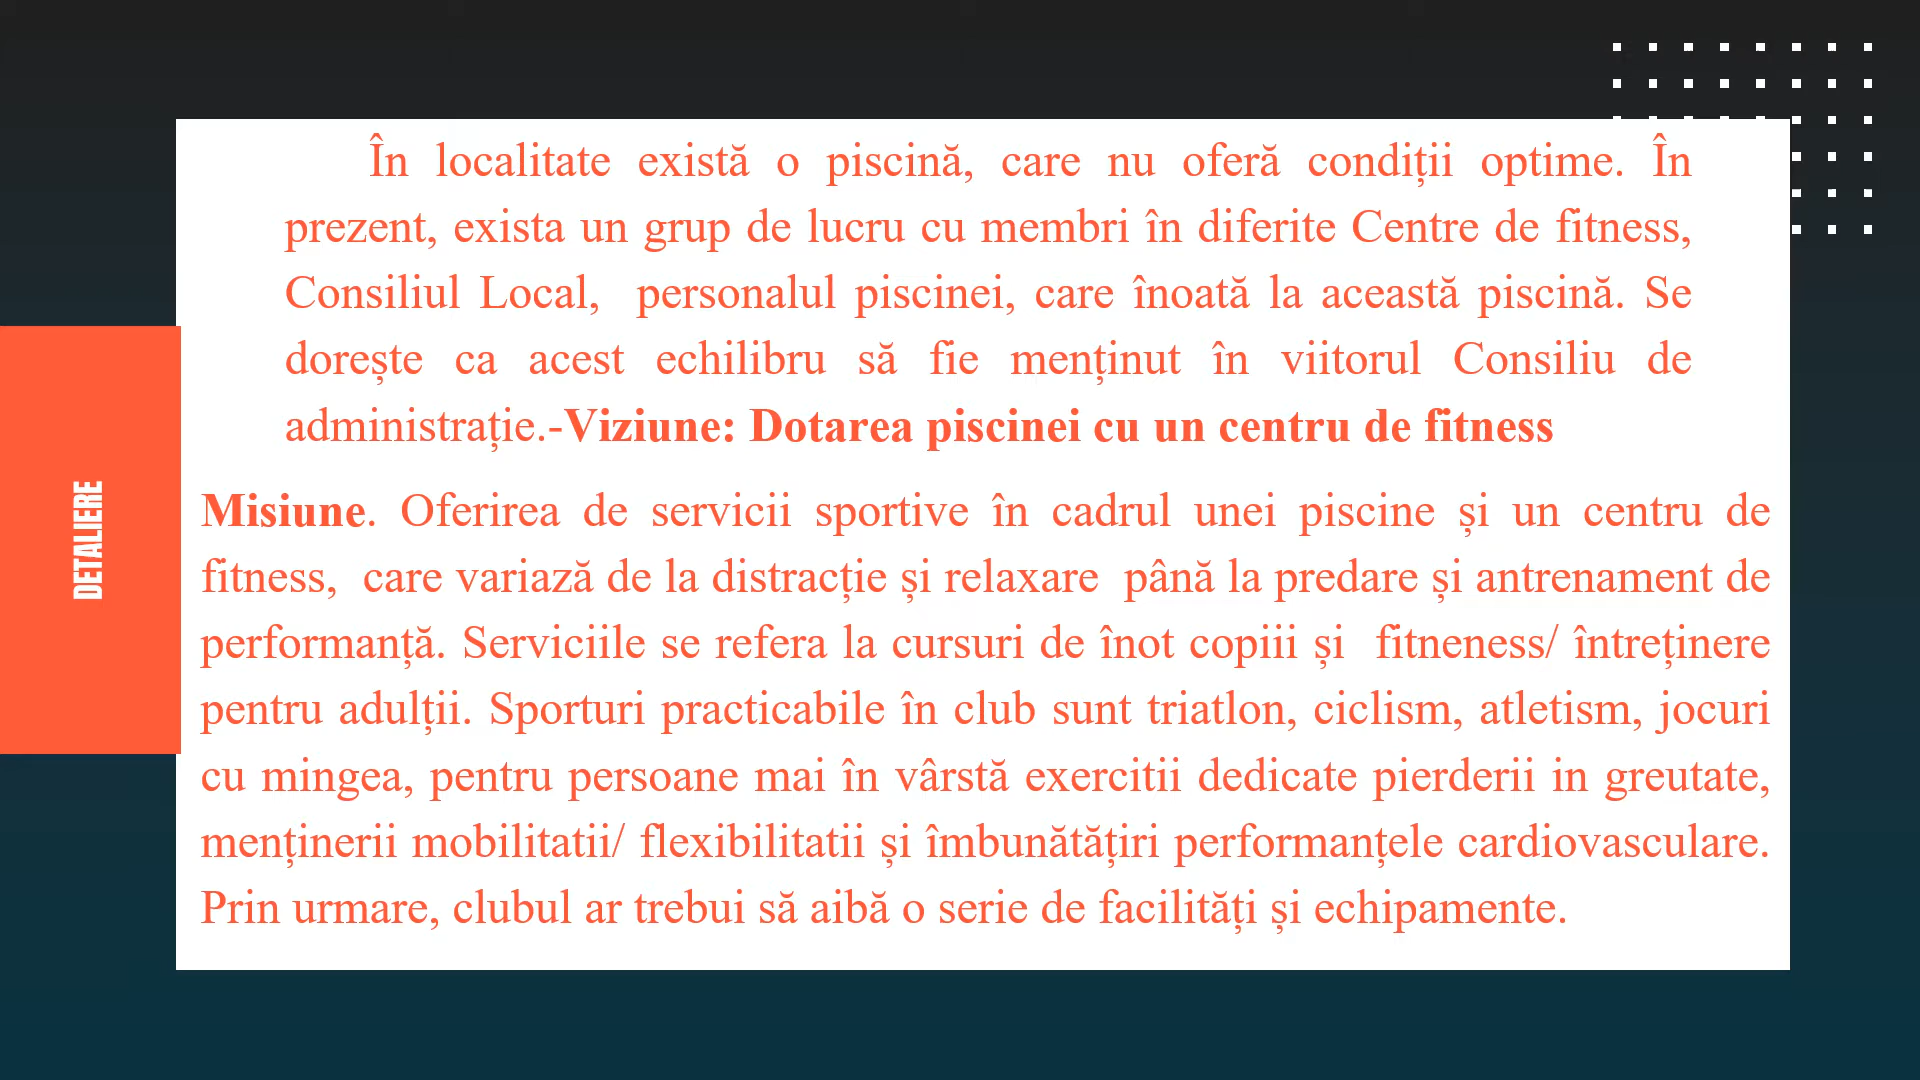 În localitate există o piscină, care nu oferă condiții optime. În
prezent, exista un grup de lucru cu membri în diferite Centre de fitness,
Consiliul Local, personalul piscinei, care înoată la această piscină. Se
dorește ca acest echilibru să fie menținut în viitorul Consiliu de
administrație.-Viziune: Dotarea piscinei cu un centru de fitness
DETALIERE
Misiune. Oferirea de servicii sportive în cadrul unei piscine și un centru de
fitness, care variază de la distracție și relaxare până la predare și antrenament de
performanță. Serviciile se refera la cursuri de înot copiii și fitneness/ întreținere
pentru adulții. Sporturi practicabile în club sunt triatlon, ciclism, atletism, jocuri
cu mingea, pentru persoane mai în vârstă exercitii dedicate pierderii in greutate,
menținerii mobilitatii/ flexibilitatii și îmbunătățiri performanțele cardiovasculare.
Prin urmare, clubul ar trebui să aibă o serie de facilități și echipamente.